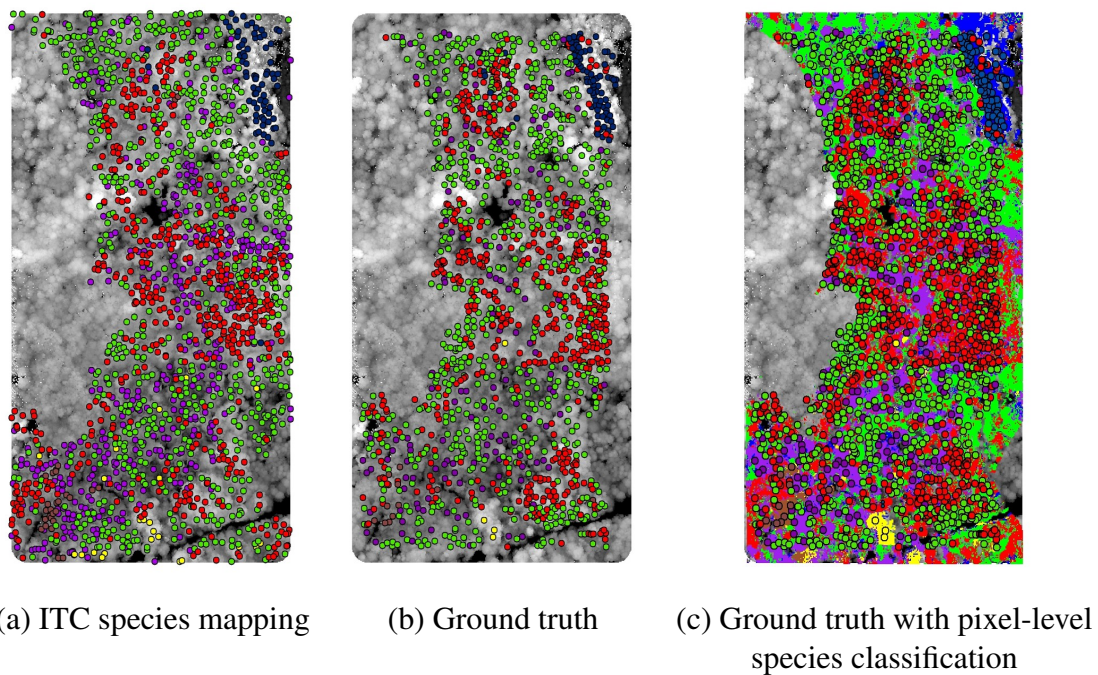 (a) ITC species mapping
(b) Ground truth
(c) Ground truth with pixel-level
species classification